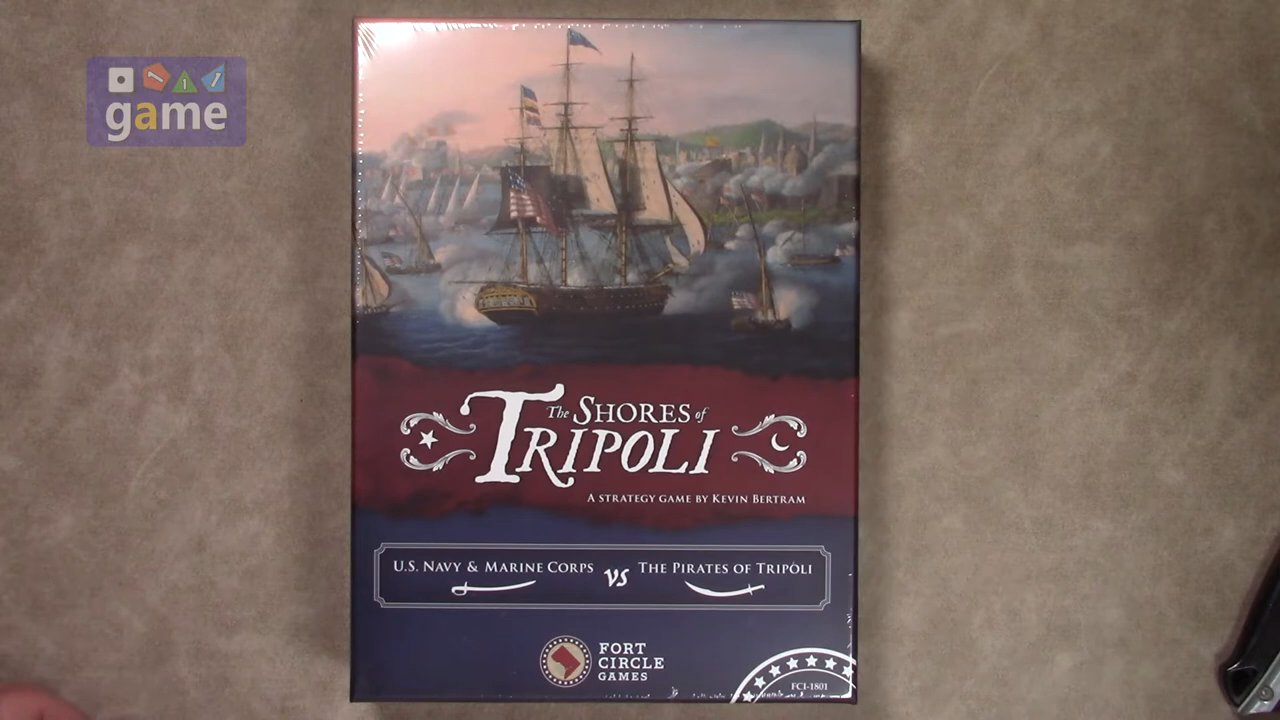 game
The SHORES of
TRIPOLI
A STRATEGY GAME BY KEVIN BERTRAM
U.S. NAVY & MARINE CORPS VS THE PIRATES OF TRIPOLI
FORT
CIRCLE
GAMES
FCI-1801